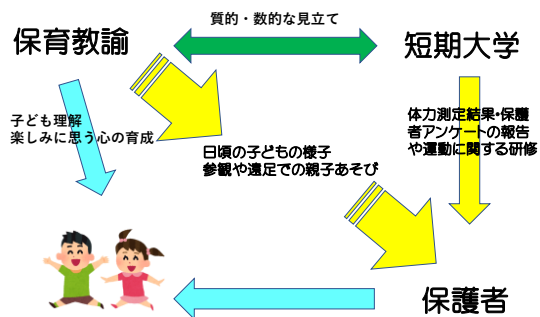 質的・数的な見立て
保育教諭
短期大学
子ども理解
楽しみに思う心の育成
体力測定結果・保護
者アンケートの報告
や運動に関する研修
日頃の子どもの様子
参観や遠足での親子あそび
保護者